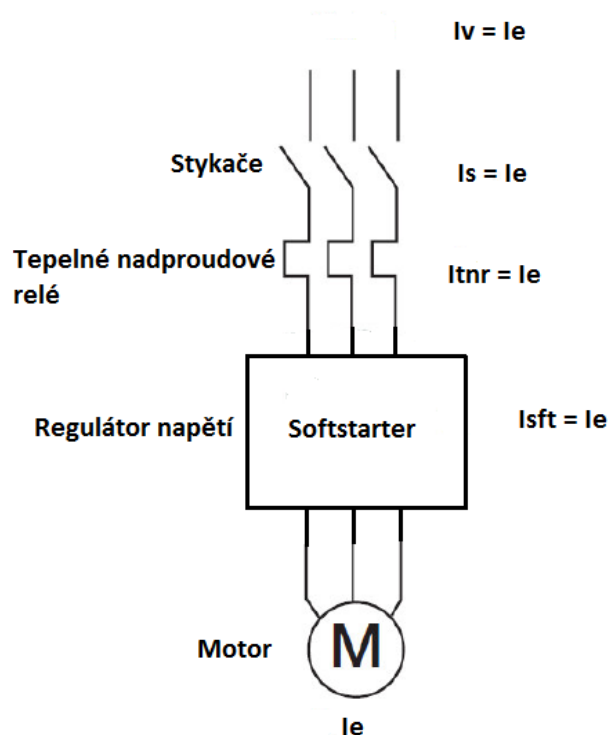 Iv = Ie
Stykače
Is = Ie
Tepelné nadproudové
relé
Itnr = Ie
Regulátor napětí
Softstarter
Isft = Ie
Motor
M
Ie